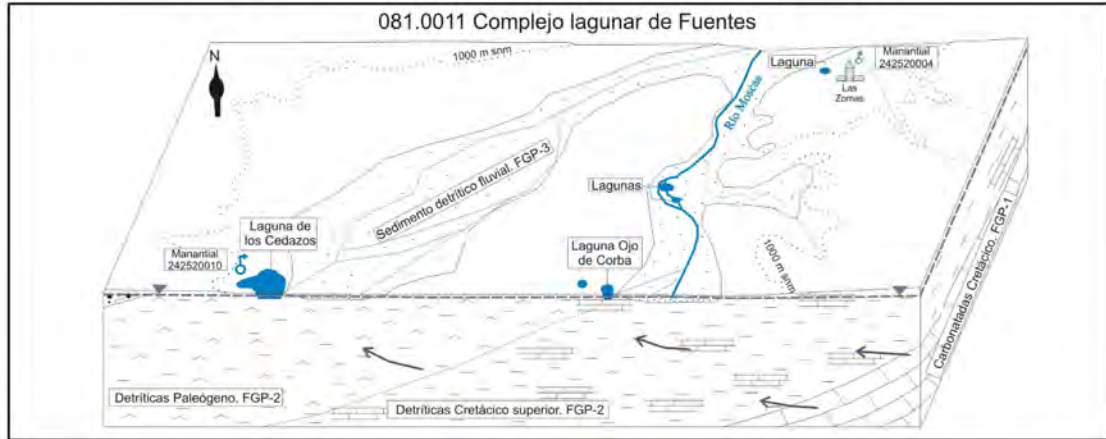 081.0011 Complejo lagunar de Fuentes
N
1000 m snm
Laguna
Manantial
242520004
Las
Zomas
Río Moscas
Sedimento detrítico fluvial. FGP-3
Lagunas
Laguna de
los Cedazos
Manantial
242520010
Laguna Ojo
de Corba
1000 m snm
Carbonatadas Cretácico. FGP-1
Detríticas Paleógeno. FGP-2
Detríticas Cretácico superior. FGP-2